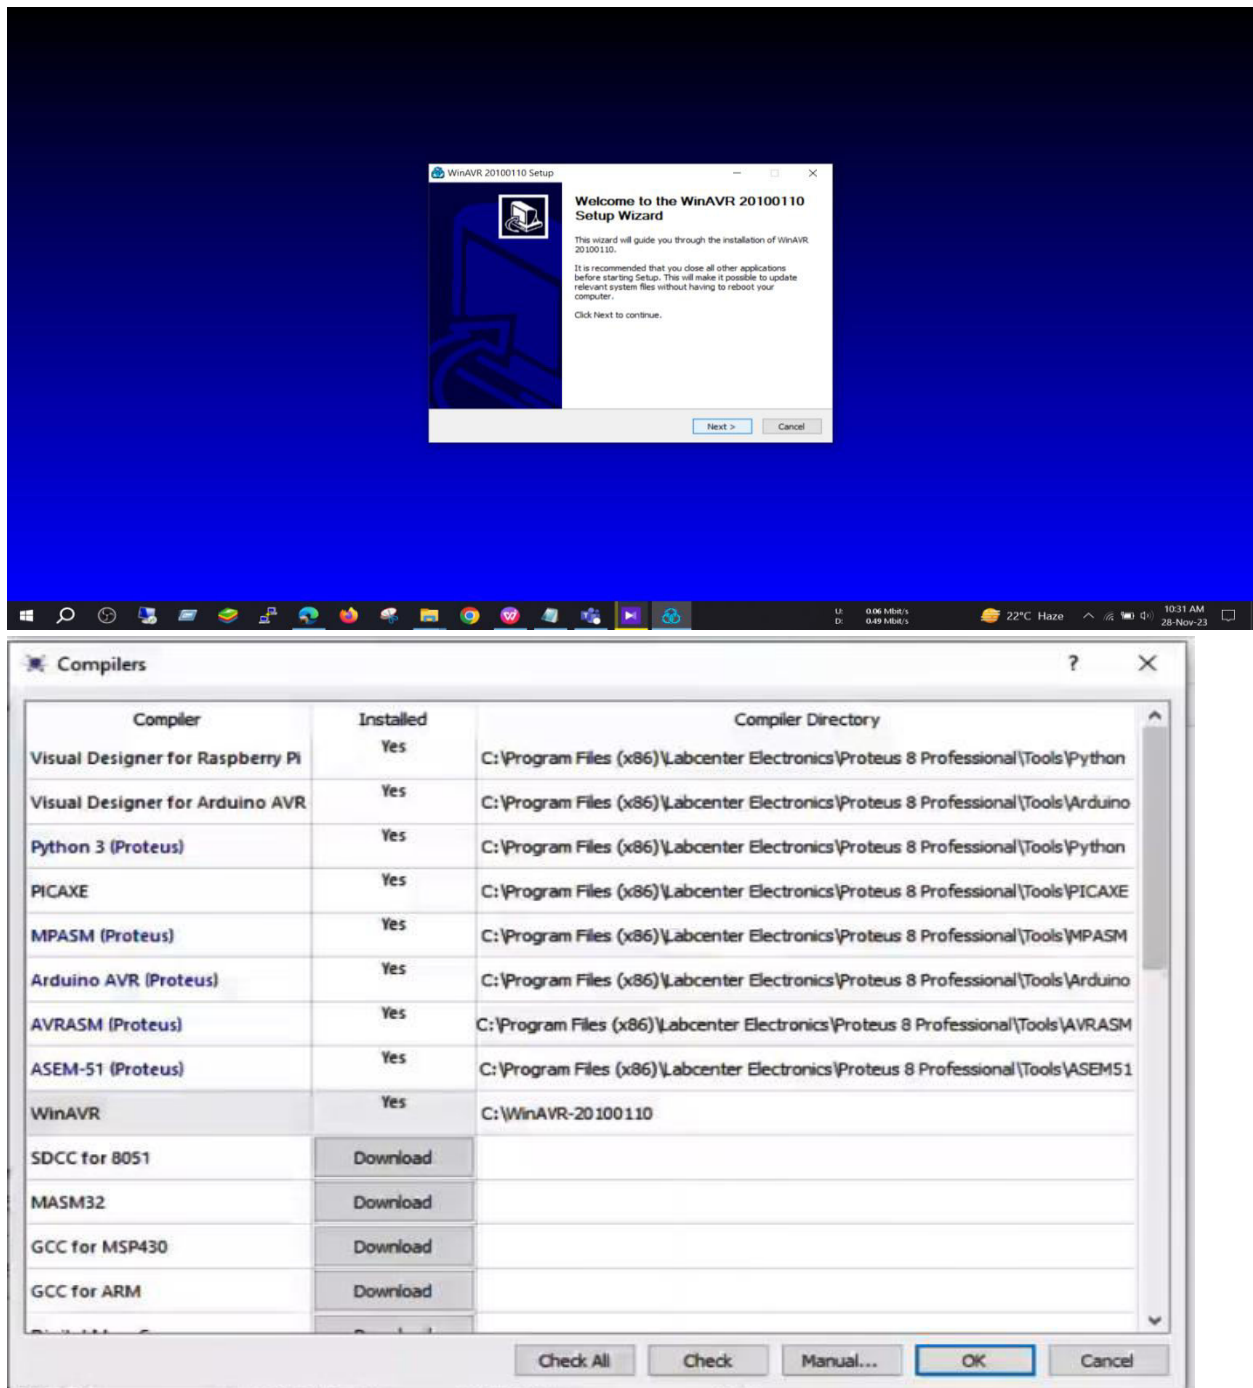 WinAVR 20100110 Setup
Welcome to the WinAVR 20100110
Setup Wizard
This wizard will guide you through the installation of WinAVR
20100110.
It is recommended that you close all other applications
before starting Setup. This will make it possible to update
relevant system files without having to reboot your
computer.
Click Next to continue.
Next > Cancel
U: 0.06 Mbit/s
D: 0.49 Mbit/s
22°C Haze
10:31 AM
28-Nov-23
Compilers ?
Compiler Installed Compiler Directory
Visual Designer for Raspberry Pi Yes C:\Program Files (x86)\Labcenter Electronics\Proteus 8 Professional\Tools\Python
Visual Designer for Arduino AVR Yes C:\Program Files (x86)\Labcenter Electronics\Proteus 8 Professional\Tools\Arduino
Python 3 (Proteus) Yes C:\Program Files (x86)\Labcenter Electronics\Proteus 8 Professional\Tools\Python
PICAXE Yes C:\Program Files (x86)\Labcenter Electronics\Proteus 8 Professional\Tools\PICAXE
MPASM (Proteus) Yes C:\Program Files (x86)\Labcenter Electronics\Proteus 8 Professional\Tools\MPASM
Arduino AVR (Proteus) Yes C:\Program Files (x86)\Labcenter Electronics\Proteus 8 Professional\Tools\Arduino
AVRASM (Proteus) Yes C:\Program Files (x86)\Labcenter Electronics\Proteus 8 Professional\Tools\AVRASM
ASEM-51 (Proteus) Yes C:\Program Files (x86)\Labcenter Electronics\Proteus 8 Professional\Tools\ASEM51
WinAVR Yes C:\WinAVR-20100110
SDCC for 8051 Download
MASM32 Download
GCC for MSP430 Download
GCC for ARM Download
Check All Check Manual... OK Cancel